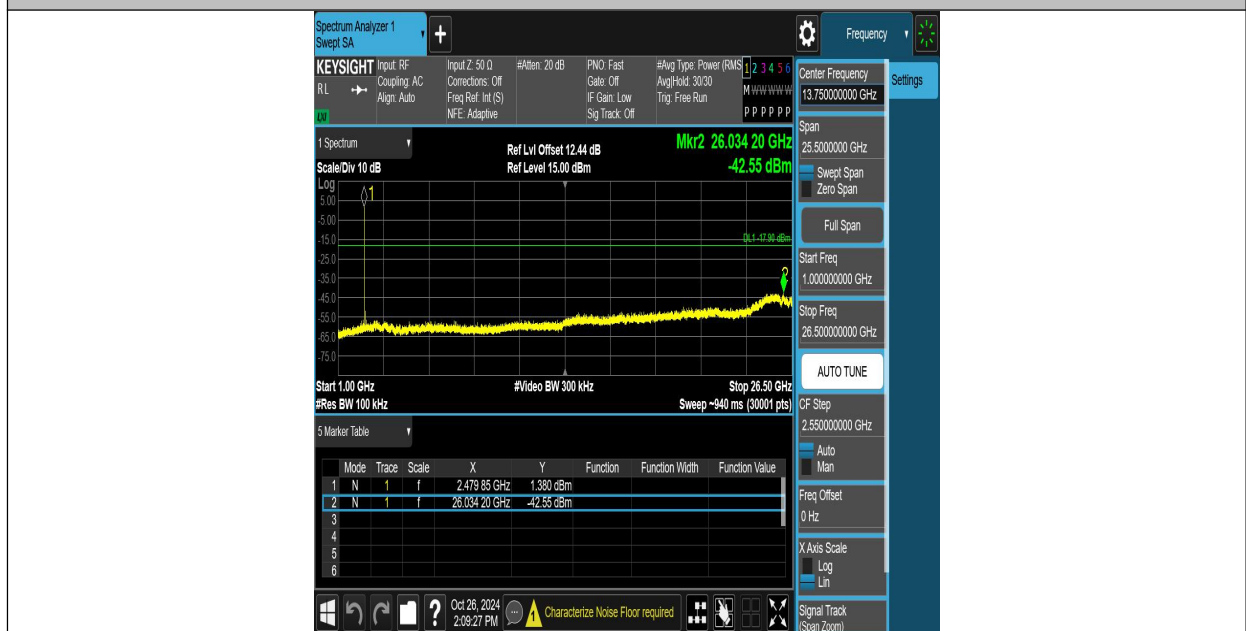 Spectrum Analyzer 1
Swept SA
+
Frequency
KEYSIGHT
RL
LXI
Input: RF
Coupling: AC
Align: Auto
Input Z: 50 Ω
Corrections: Off
Freq Ref: Int (S)
NFE: Adaptive
#Atten: 20 dB
PNO: Fast
Gate: Off
IF Gain: Low
Sig Track: Off
#Avg Type: Power (RMS
Avg|Hold: 30/30
Trig: Free Run
1 2 3 4 5 6
M W W W W W
P P P P P P
Center Frequency
13.750000000 GHz
Settings
Span
25.5000000 GHz
Swept Span
Zero Span
Full Span
Start Freq
1.000000000 GHz
Stop Freq
26.500000000 GHz
AUTO TUNE
CF Step
2.550000000 GHz
Auto
Man
Freq Offset
0 Hz
X Axis Scale
Log
Lin
Signal Track
(Span Zoom)
1 Spectrum
Scale/Div 10 dB
Ref Lvl Offset 12.44 dB
Ref Level 15.00 dBm
Mkr2 26.034 20 GHz
-42.55 dBm
Log
5.00
-5.00
-15.0
-25.0
-35.0
-45.0
-55.0
-65.0
-75.0
1
DL1 -17.90 dBm
2
Start 1.00 GHz
#Video BW 300 kHz
Stop 26.50 GHz
#Res BW 100 kHz
Sweep ~940 ms (30001 pts)
5 Marker Table
Mode Trace Scale X Y Function Function Width Function Value
1 N 1 f 2.479 85 GHz 1.380 dBm
2 N 1 f 26.034 20 GHz -42.55 dBm
3
4
5
6
?
Oct 26, 2024
2:09:27 PM
Characterize Noise Floor required